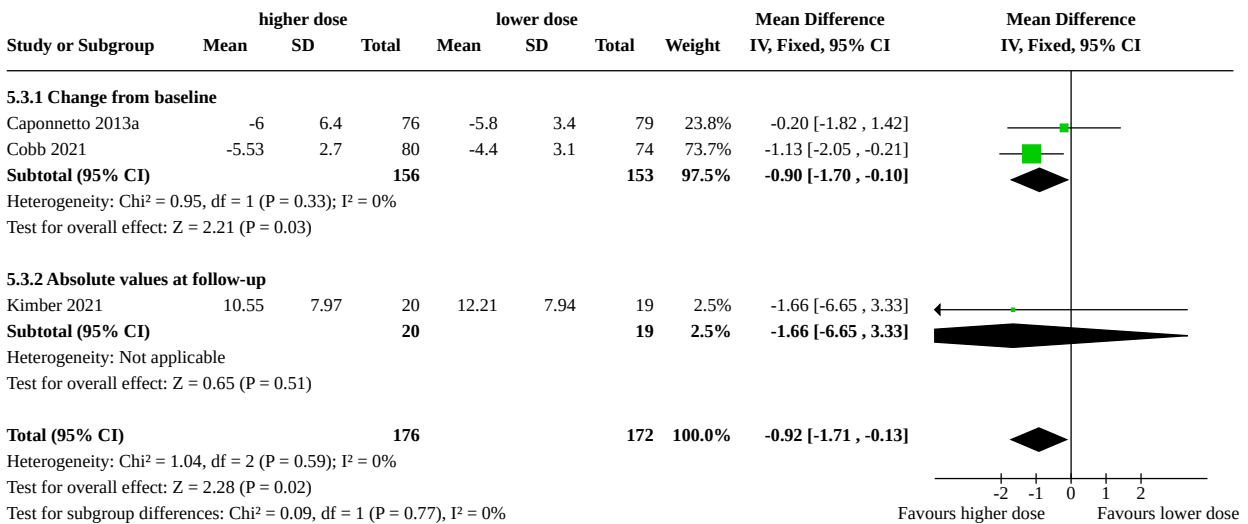 higher dose lower dose Mean Difference Mean Difference
Study or Subgroup Mean SD Total Mean SD Total Weight IV, Fixed, 95% CI IV, Fixed, 95% CI
5.3.1 Change from baseline
Caponnetto 2013a -6 6.4 76 -5.8 3.4 79 23.8% -0.20 [-1.82 , 1.42]
Cobb 2021 -5.53 2.7 80 -4.4 3.1 74 73.7% -1.13 [-2.05 , -0.21]
Subtotal (95% CI) 156 153 97.5% -0.90 [-1.70 , -0.10]
Heterogeneity: Chi² = 0.95, df = 1 (P = 0.33); I² = 0%
Test for overall effect: Z = 2.21 (P = 0.03)
5.3.2 Absolute values at follow-up
Kimber 2021 10.55 7.97 20 12.21 7.94 19 2.5% -1.66 [-6.65 , 3.33]
Subtotal (95% CI) 20 19 2.5% -1.66 [-6.65 , 3.33]
Heterogeneity: Not applicable
Test for overall effect: Z = 0.65 (P = 0.51)
Total (95% CI) 176 172 100.0% -0.92 [-1.71 , -0.13]
Heterogeneity: Chi² = 1.04, df = 2 (P = 0.59); I² = 0%
Test for overall effect: Z = 2.28 (P = 0.02)
-2 -1 0 1 2
Test for subgroup differences: Chi² = 0.09, df = 1 (P = 0.77), I² = 0% Favours higher dose Favours lower dose